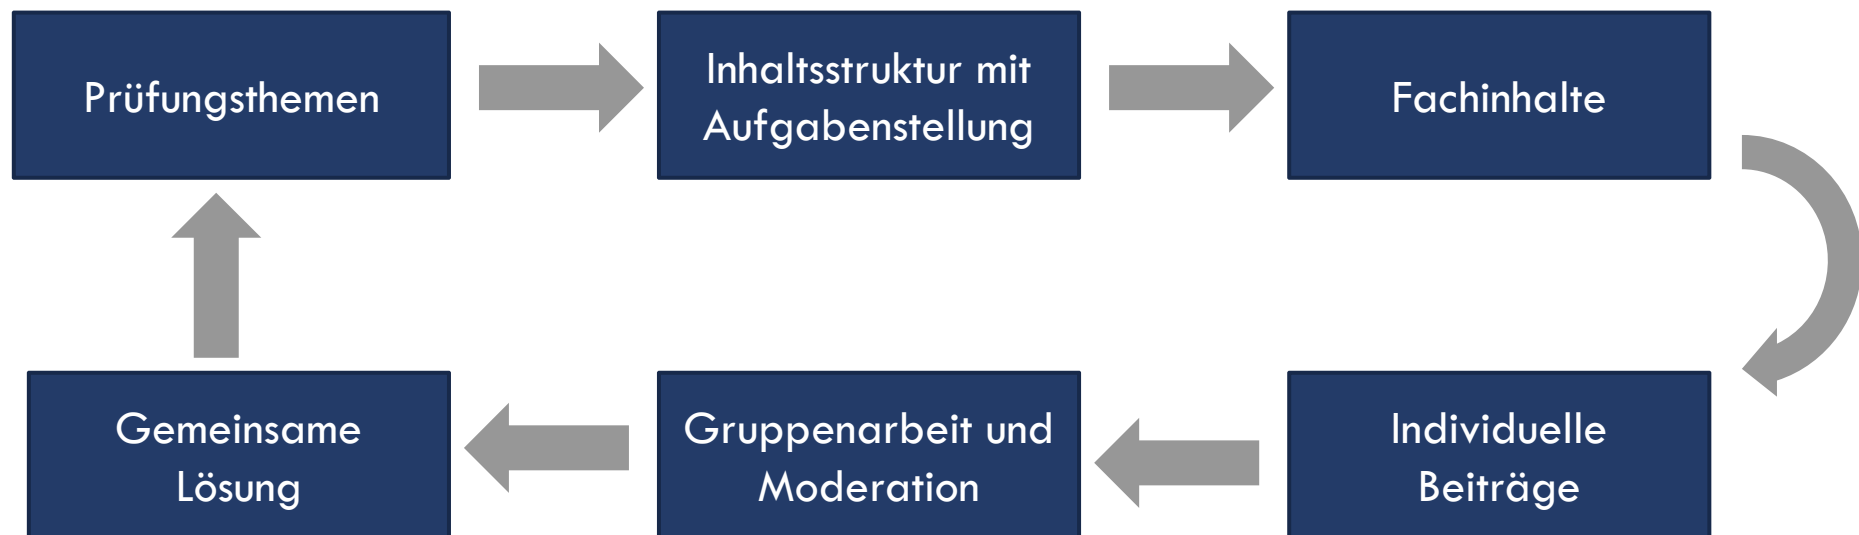 Prüfungsthemen
Inhaltsstruktur mit
Aufgabenstellung
Fachinhalte
Individuelle
Beiträge
Gruppenarbeit und
Moderation
Gemeinsame
Lösung